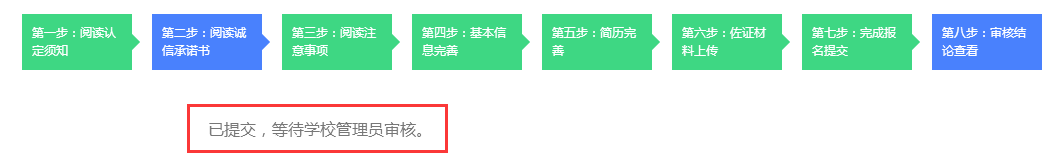 第一步：阅读认
定须知
第二步：阅读诚
信承诺书
第三步：阅读注
意事项
第四步：基本信
息完善
第五步：简历完
善
第六步：佐证材
料上传
第七步：完成报
名提交
第八步：审核结
论查看
已提交，等待学校管理员审核。